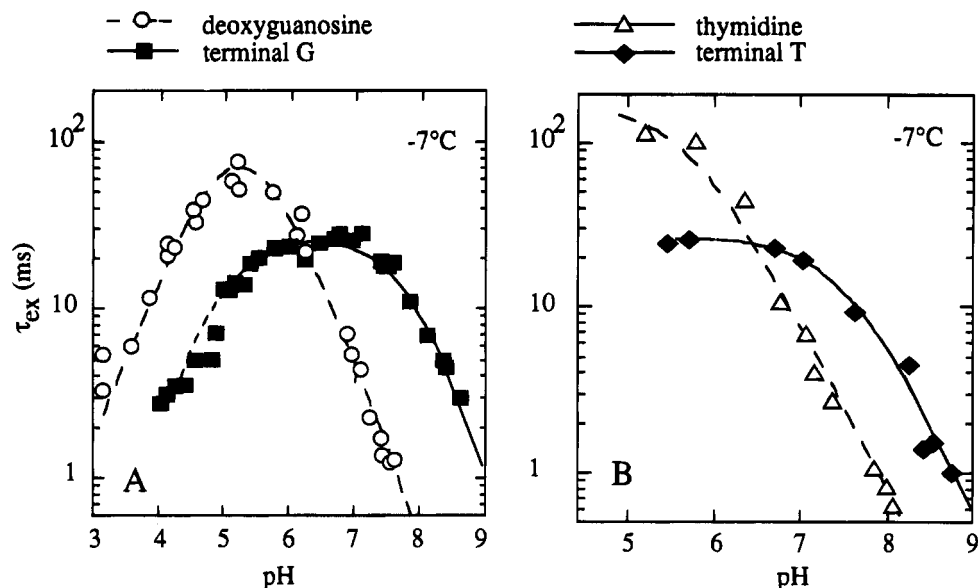 deoxyguanosine
terminal G
thymidine
terminal T
-7°C
10²
10
1
τex (ms)
A
3 4 5 6 7 8 9
pH
-7°C
10²
10
1
B
5 6 7 8 9
pH